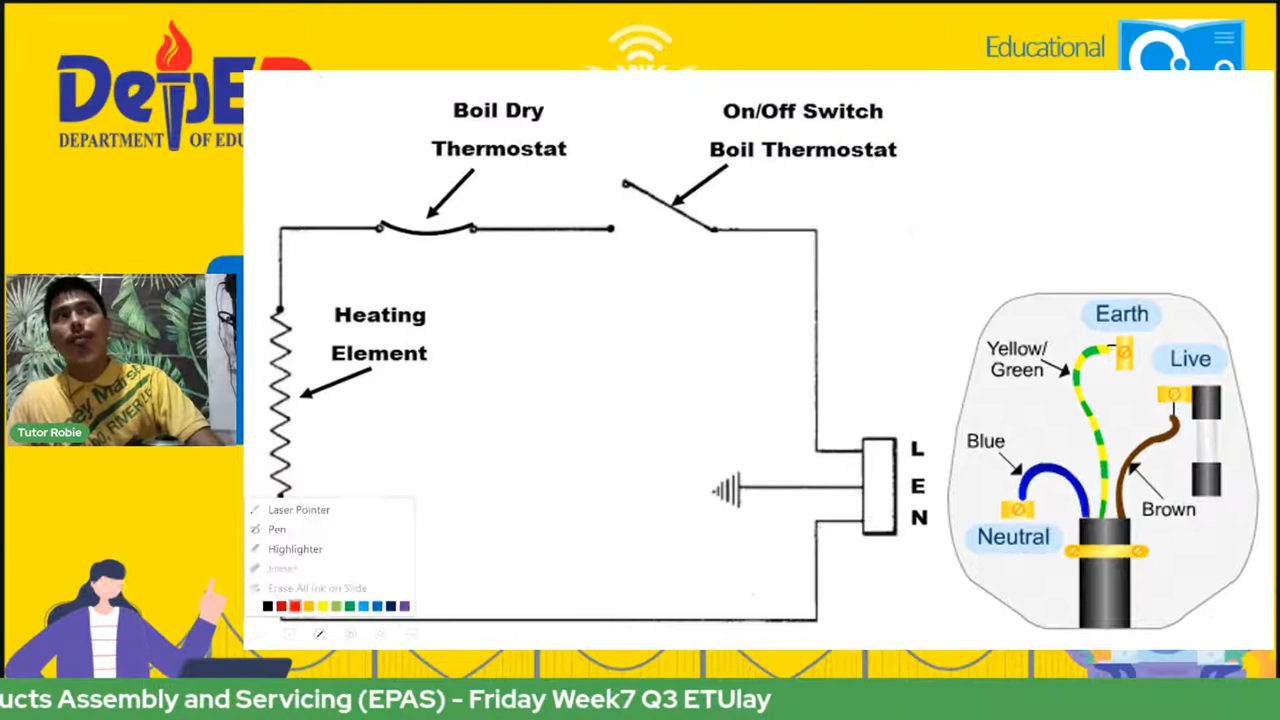 DepED
DEPARTMENT OF EDU
Educational
Boil Dry
Thermostat
On/Off Switch
Boil Thermostat
Heating
Element
L
E
N
Earth
Yellow/
Green
Live
Blue
Brown
Neutral
Tutor Robie
Laser Pointer
Pen
Highlighter
Eraser
Erase All Ink on Slide
ucts Assembly and Servicing (EPAS) - Friday Week7 Q3 ETUlay